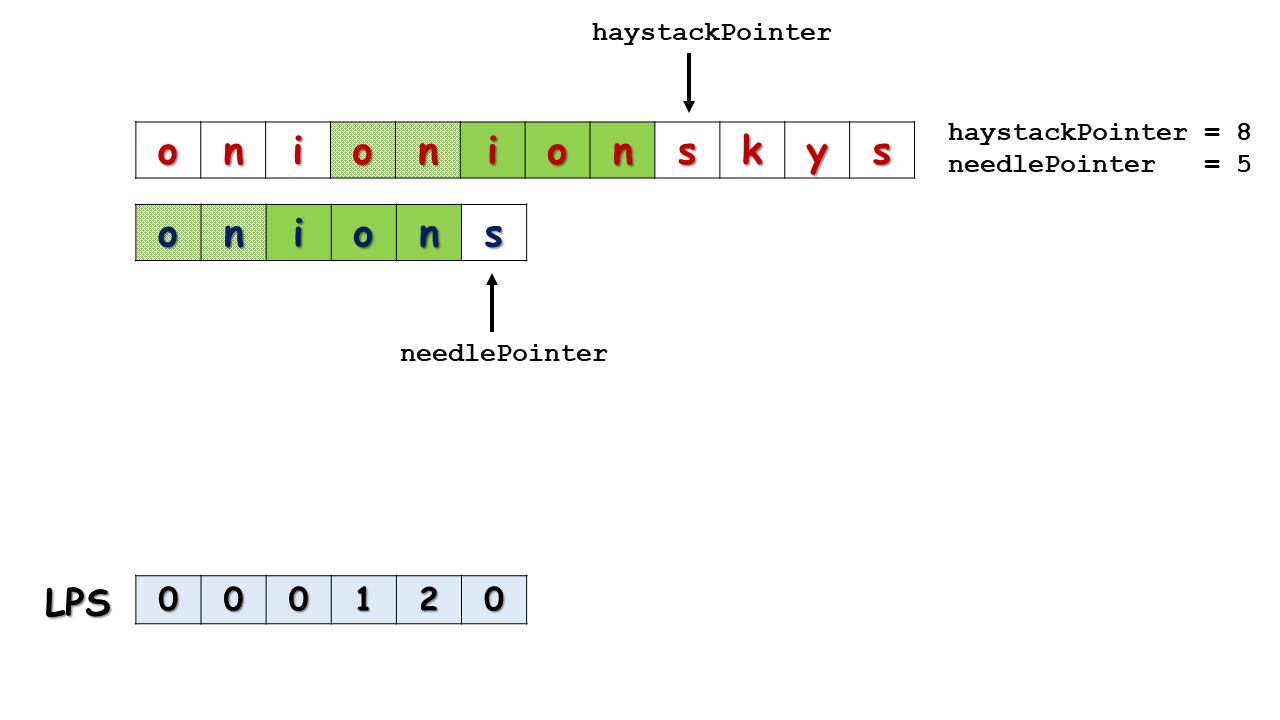 haystackPointer
o n i o n i o n s k y s
haystackPointer = 8
needlePointer = 5
o n i o n s
needlePointer
LPS 0 0 0 1 2 0